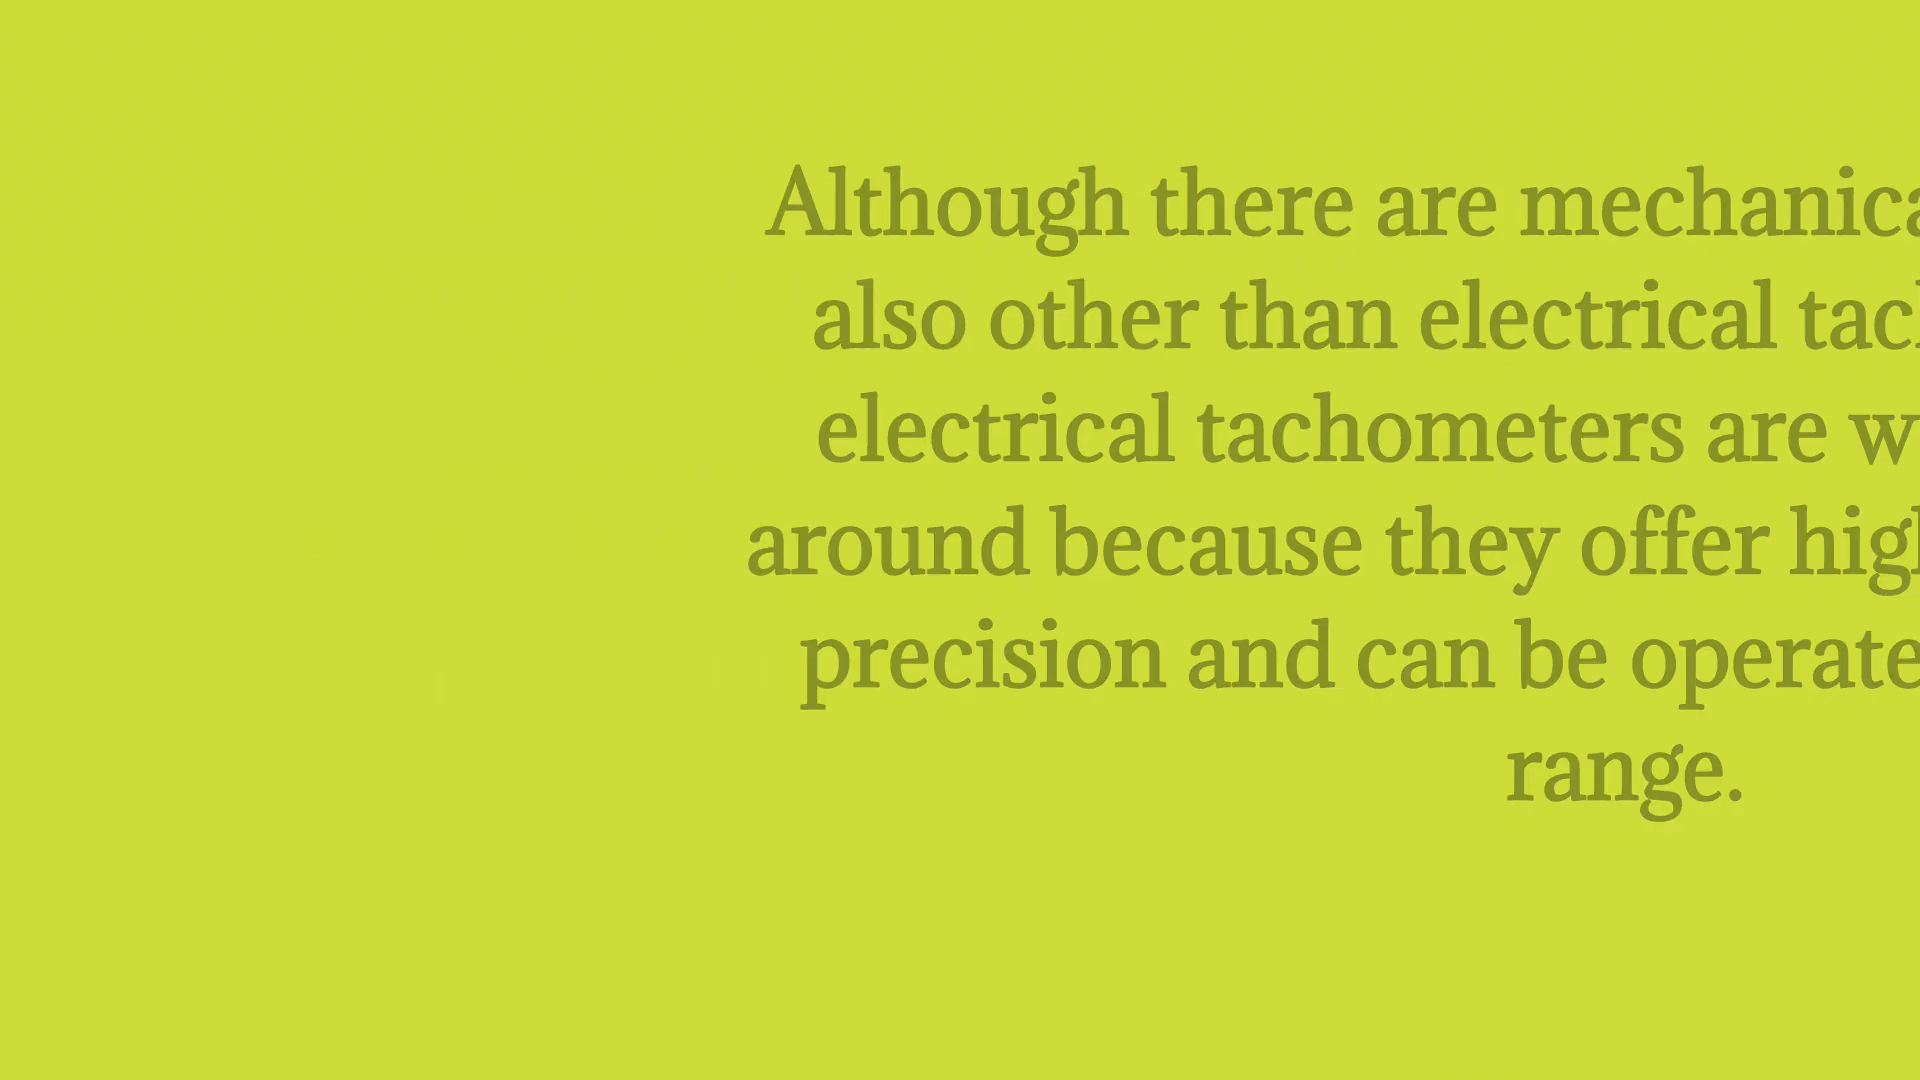 Although there are mechanica
also other than electrical tac
electrical tachometers are w
around because they offer hig
precision and can be operate
range.